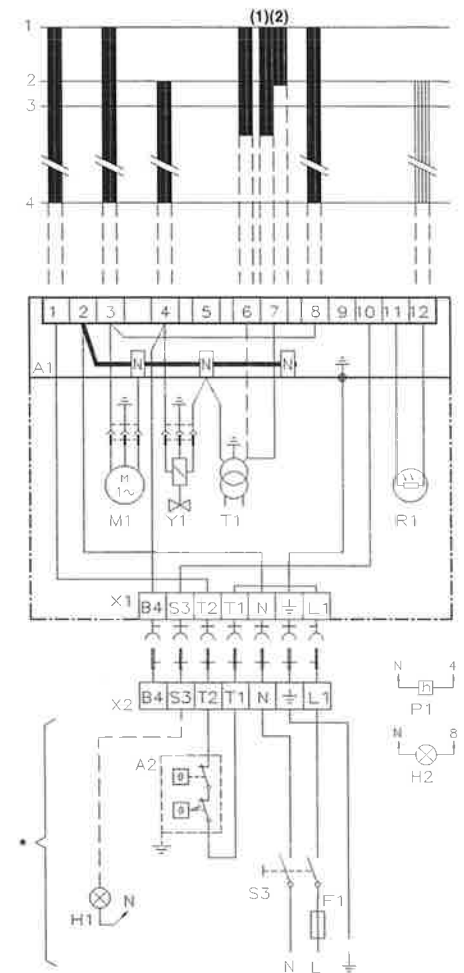 (1)(2)
1
2
3
4
1 2 3 4 5 6 7 8 9 10 11 12
A1
N N N
M
1~
M1 Y1 T1 R1
X1 B4 S3 T2 T1 N L1
X2 B4 S3 T2 T1 N L1
N 4
h
P1
N 8
H2
A2
θ
θ
S3
F1
H1
N
N L